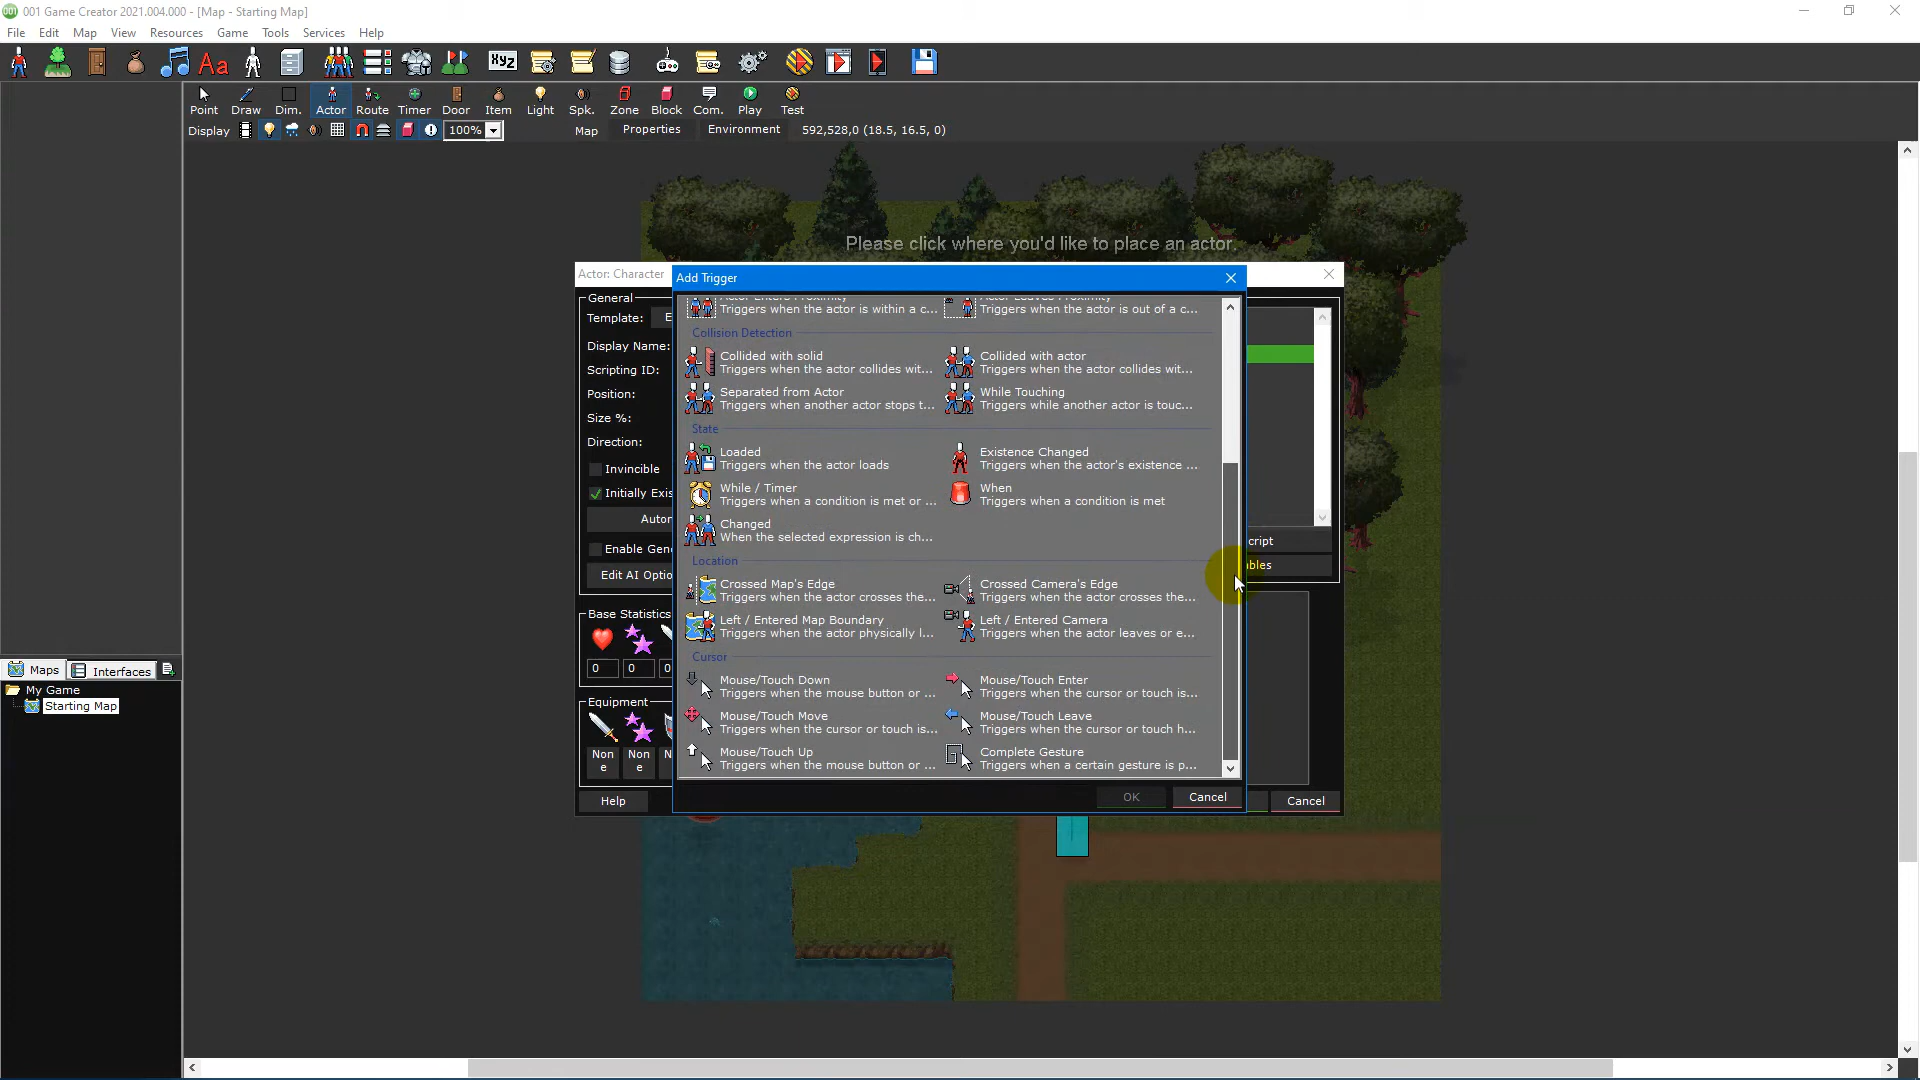 001 Game Creator 2021.004.000 - [Map - Starting Map]
File Edit Map View Resources Game Tools Services Help
Xyz
Point Draw Dim. Actor Route Timer Door Item Light Spk. Zone Block Com. Play Test
Display 100% Map Properties Environment 592,528,0 (18.5, 16.5, 0)
Please click where you'd like to place an actor.
Actor: Character
Add Trigger
General
Template: E
Display Name:
Scripting ID:
Position:
Size %:
Direction:
Invincible
Initially Exis
Autor
Enable Gene
Edit AI Optio
Base Statistics
0 0 0
Equipment
Non
e
Non
e
N
Help
Triggers when the actor is within a c...
Triggers when the actor is out of a c...
Collision Detection
Collided with solid
Triggers when the actor collides wit...
Collided with actor
Triggers when the actor collides wit...
Separated from Actor
Triggers when another actor stops t...
While Touching
Triggers while another actor is touc...
State
Loaded
Triggers when the actor loads
Existence Changed
Triggers when the actor's existence ...
While / Timer
Triggers when a condition is met or ...
When
Triggers when a condition is met
Changed
When the selected expression is ch...
Location
Crossed Map's Edge
Triggers when the actor crosses the...
Crossed Camera's Edge
Triggers when the actor crosses the...
Left / Entered Map Boundary
Triggers when the actor physically l...
Left / Entered Camera
Triggers when the actor leaves or e...
Cursor
Mouse/Touch Down
Triggers when the mouse button or ...
Mouse/Touch Enter
Triggers when the cursor or touch is...
Mouse/Touch Move
Triggers when the cursor or touch is...
Mouse/Touch Leave
Triggers when the cursor or touch h...
Mouse/Touch Up
Triggers when the mouse button or ...
Complete Gesture
Triggers when a certain gesture is p...
OK Cancel
cript
ables
Cancel
Maps Interfaces
My Game
Starting Map